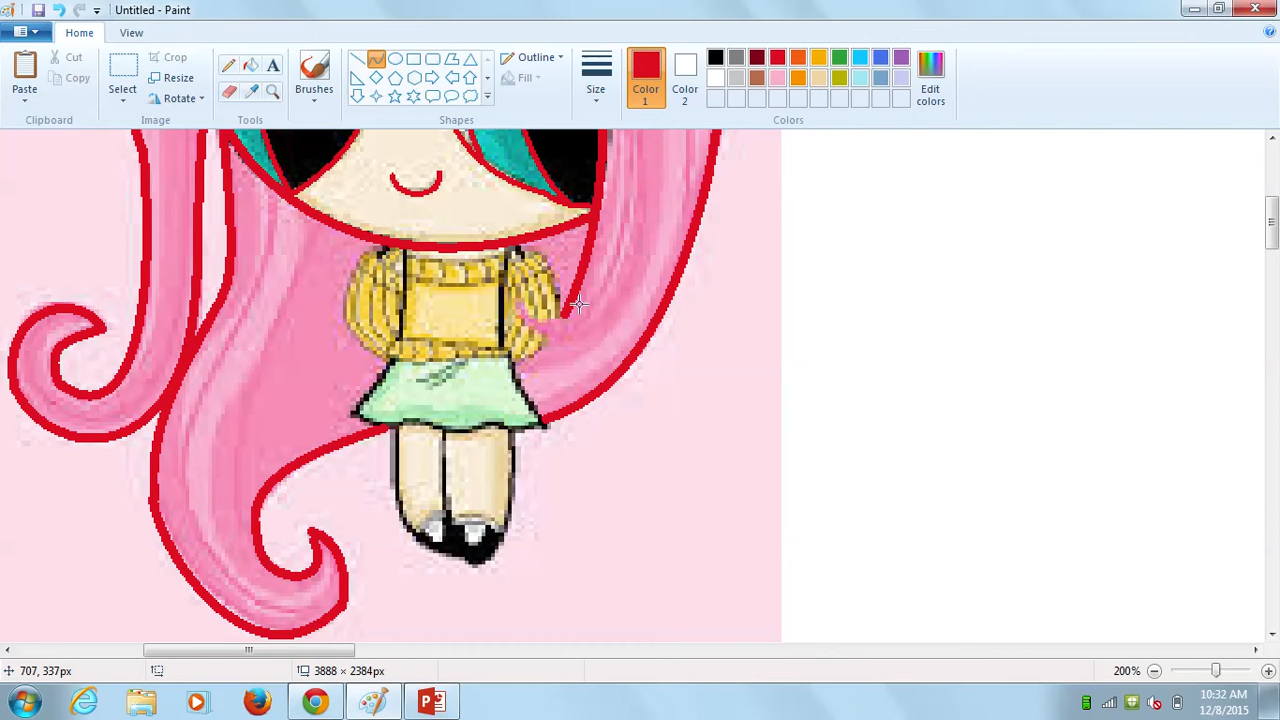 Untitled - Paint
Home View
Paste
Cut
Copy
Clipboard
Select
Crop
Resize
Rotate
Image
A
Tools
Brushes
Outline
Fill
Shapes
Size
Color 1
Color 2
Edit colors
Colors
707, 337px
3888 × 2384px
200%
10:32 AM
12/8/2015